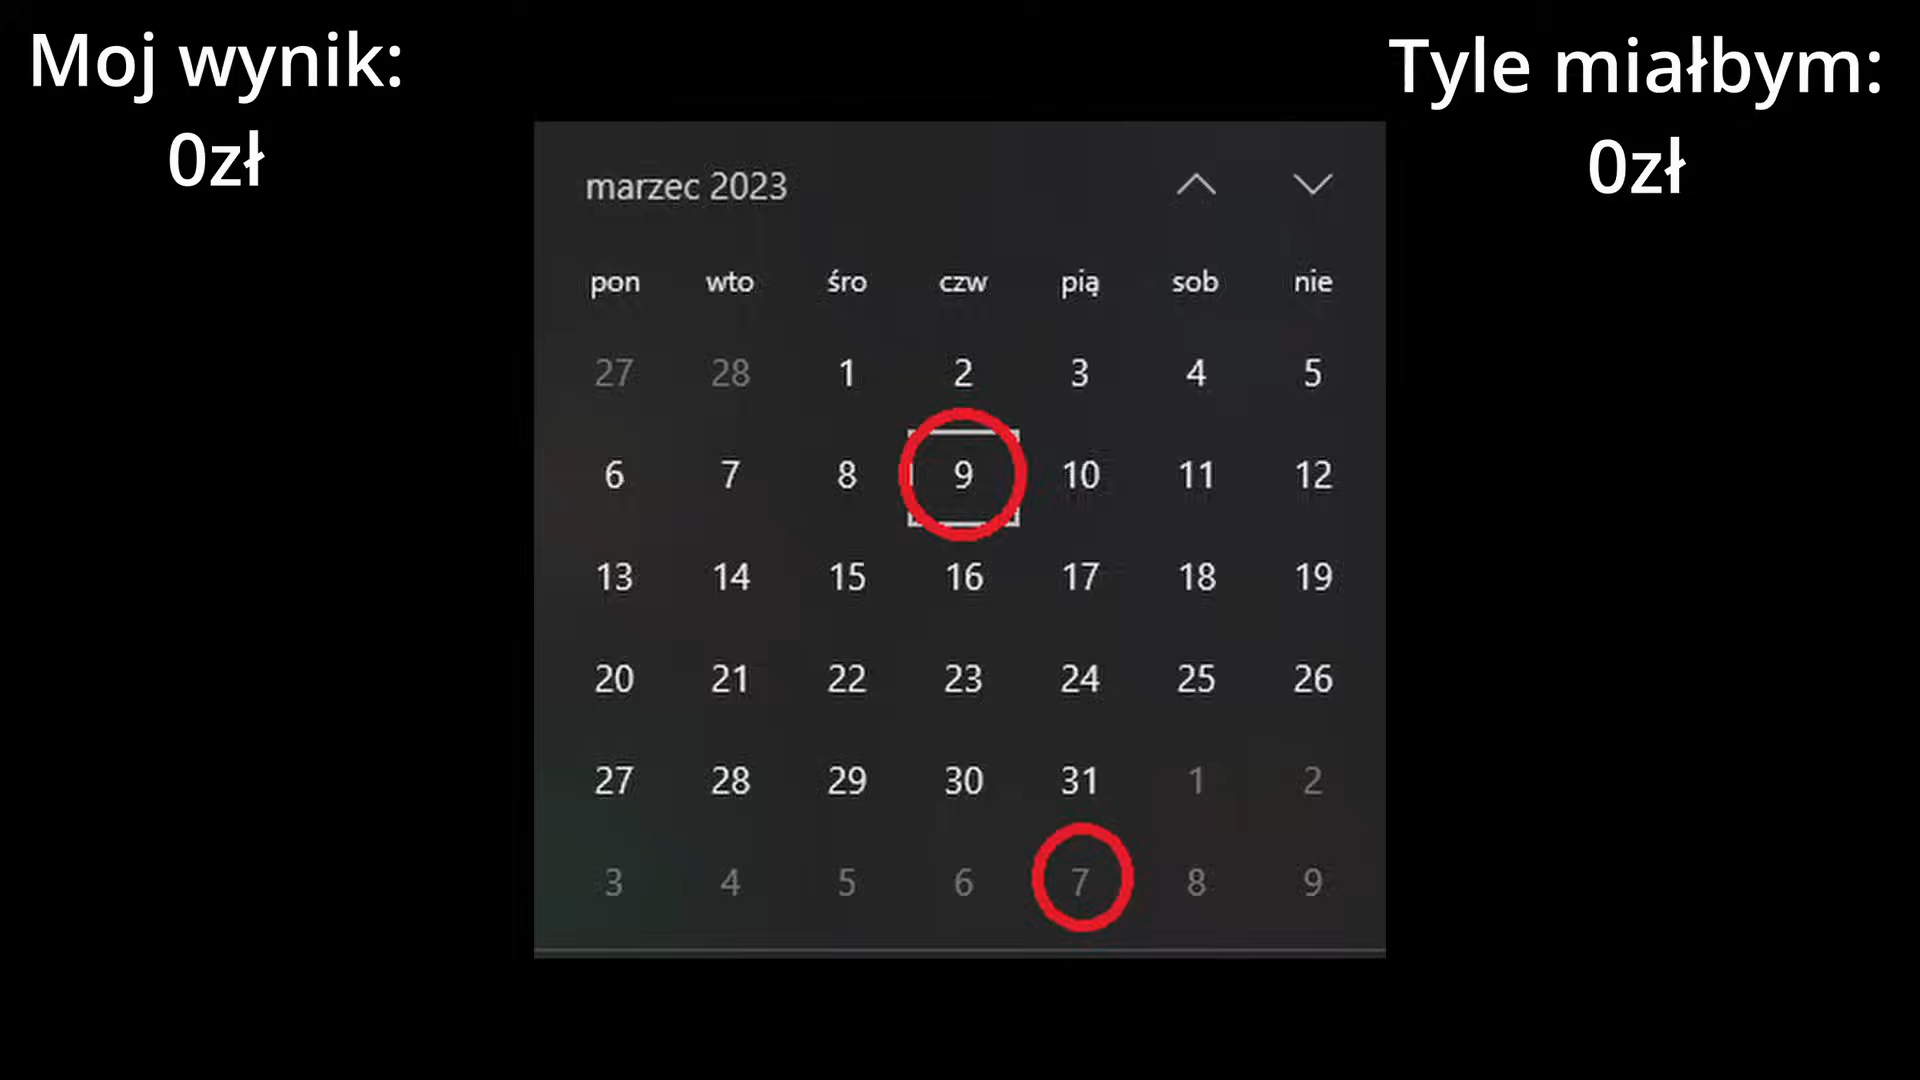 Moj wynik:
0zł
Tyle miałbym:
0zł
marzec 2023
pon wto śro czw pią sob nie
27 28 1 2 3 4 5
6 7 8 9 10 11 12
13 14 15 16 17 18 19
20 21 22 23 24 25 26
27 28 29 30 31 1 2
3 4 5 6 7 8 9